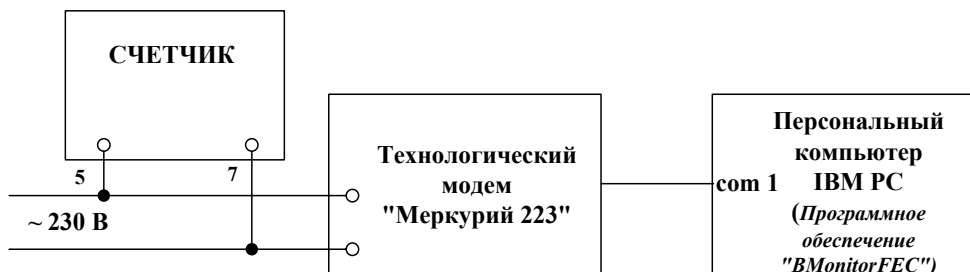 СЧЕТЧИК
5
7
~ 230 В
Технологический
модем
"Меркурий 223"
com 1
Персональный
компьютер
IBM PC
(Программное
обеспечение
"BMonitorFEC")